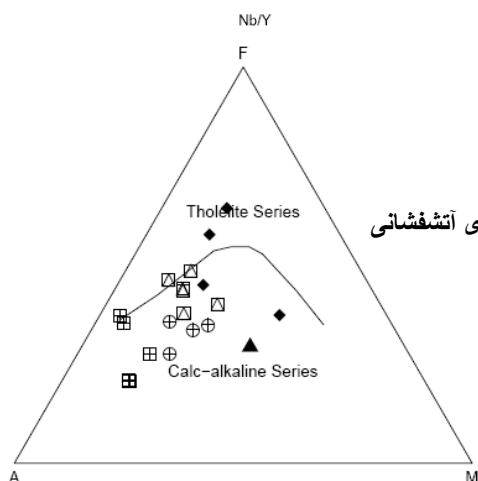 Nb/Y
F
Tholeiite Series
ی آتشفشانی
Calc-alkaline Series
A
M